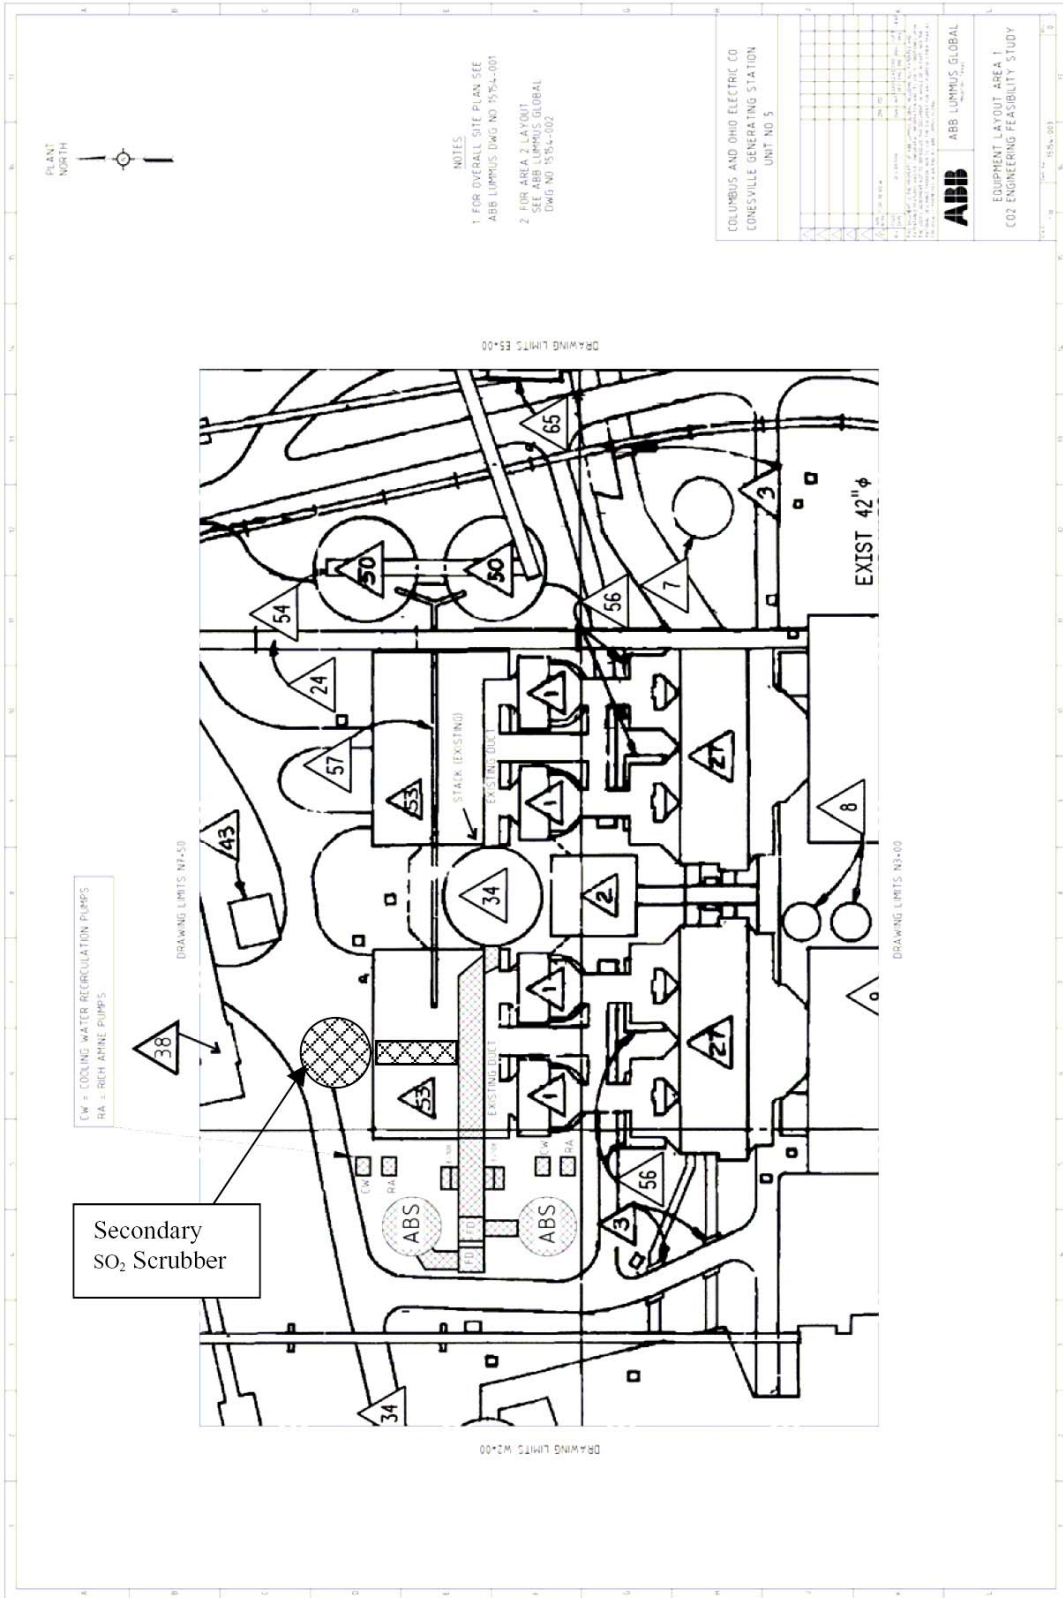 PLANT
NORTH
NOTES
1 FOR OVERALL SITE PLAN SEE
ABB LUMMUS DWG NO 15154-001
2 FOR AREA 2 LAYOUT
SEE ABB LUMMUS GLOBAL
DWG NO 15154-002
COLUMBUS AND OHIO ELECTRIC CO
CONESVILLE GENERATING STATION
UNIT NO 5
ABB
ABB LUMMUS GLOBAL
EQUIPMENT LAYOUT AREA 1
CO2 ENGINEERING FEASIBILITY STUDY
15154-003
DRAWING LIMITS E5+00
DRAWING LIMITS N7+50
DRAWING LIMITS N3+00
DRAWING LIMITS W2+00
CW = COOLING WATER RECIRCULATION PUMPS
RA = RICH AMINE PUMPS
Secondary
SO₂ Scrubber
STACK (EXISTING)
EXISTING DUCT
EXISTING DUCT
EXIST 42"φ
65
3
50
50
54
7
56
24
57
53
1
1
27
43
34
2
8
38
53
1
1
27
9
CW
RA
CW
RA
ABS
ABS
FD
FD
56
3
34